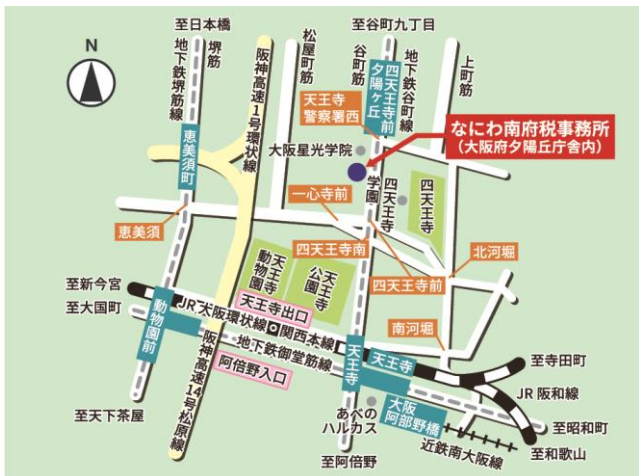 至日本橋
至谷町九丁目
N
堺筋
地下鉄堺筋線
阪神高速1号環状線
松屋町筋
谷町筋
四天王寺前
夕陽ヶ丘
地下鉄谷町線
上町筋
天王寺
警察署西
なにわ南府税事務所
(大阪府夕陽丘庁舎内)
大阪星光学院
恵美須町
一心寺前
四天王寺
学園
四天王寺
恵美須
四天王寺南
四天王寺前
北河堀
天王寺
動物園
天王寺
公園
至新今宮
天王寺出口
南河堀
至大国町
JR大阪環状線
関西本線
動物園前
地下鉄御堂筋線
天王寺
天王寺
至寺田町
阿倍野入口
阪神高速14号松原線
JR阪和線
大阪
阿部野橋
至天下茶屋
あべの
ハルカス
至昭和町
近鉄南大阪線
至和歌山
至阿倍野